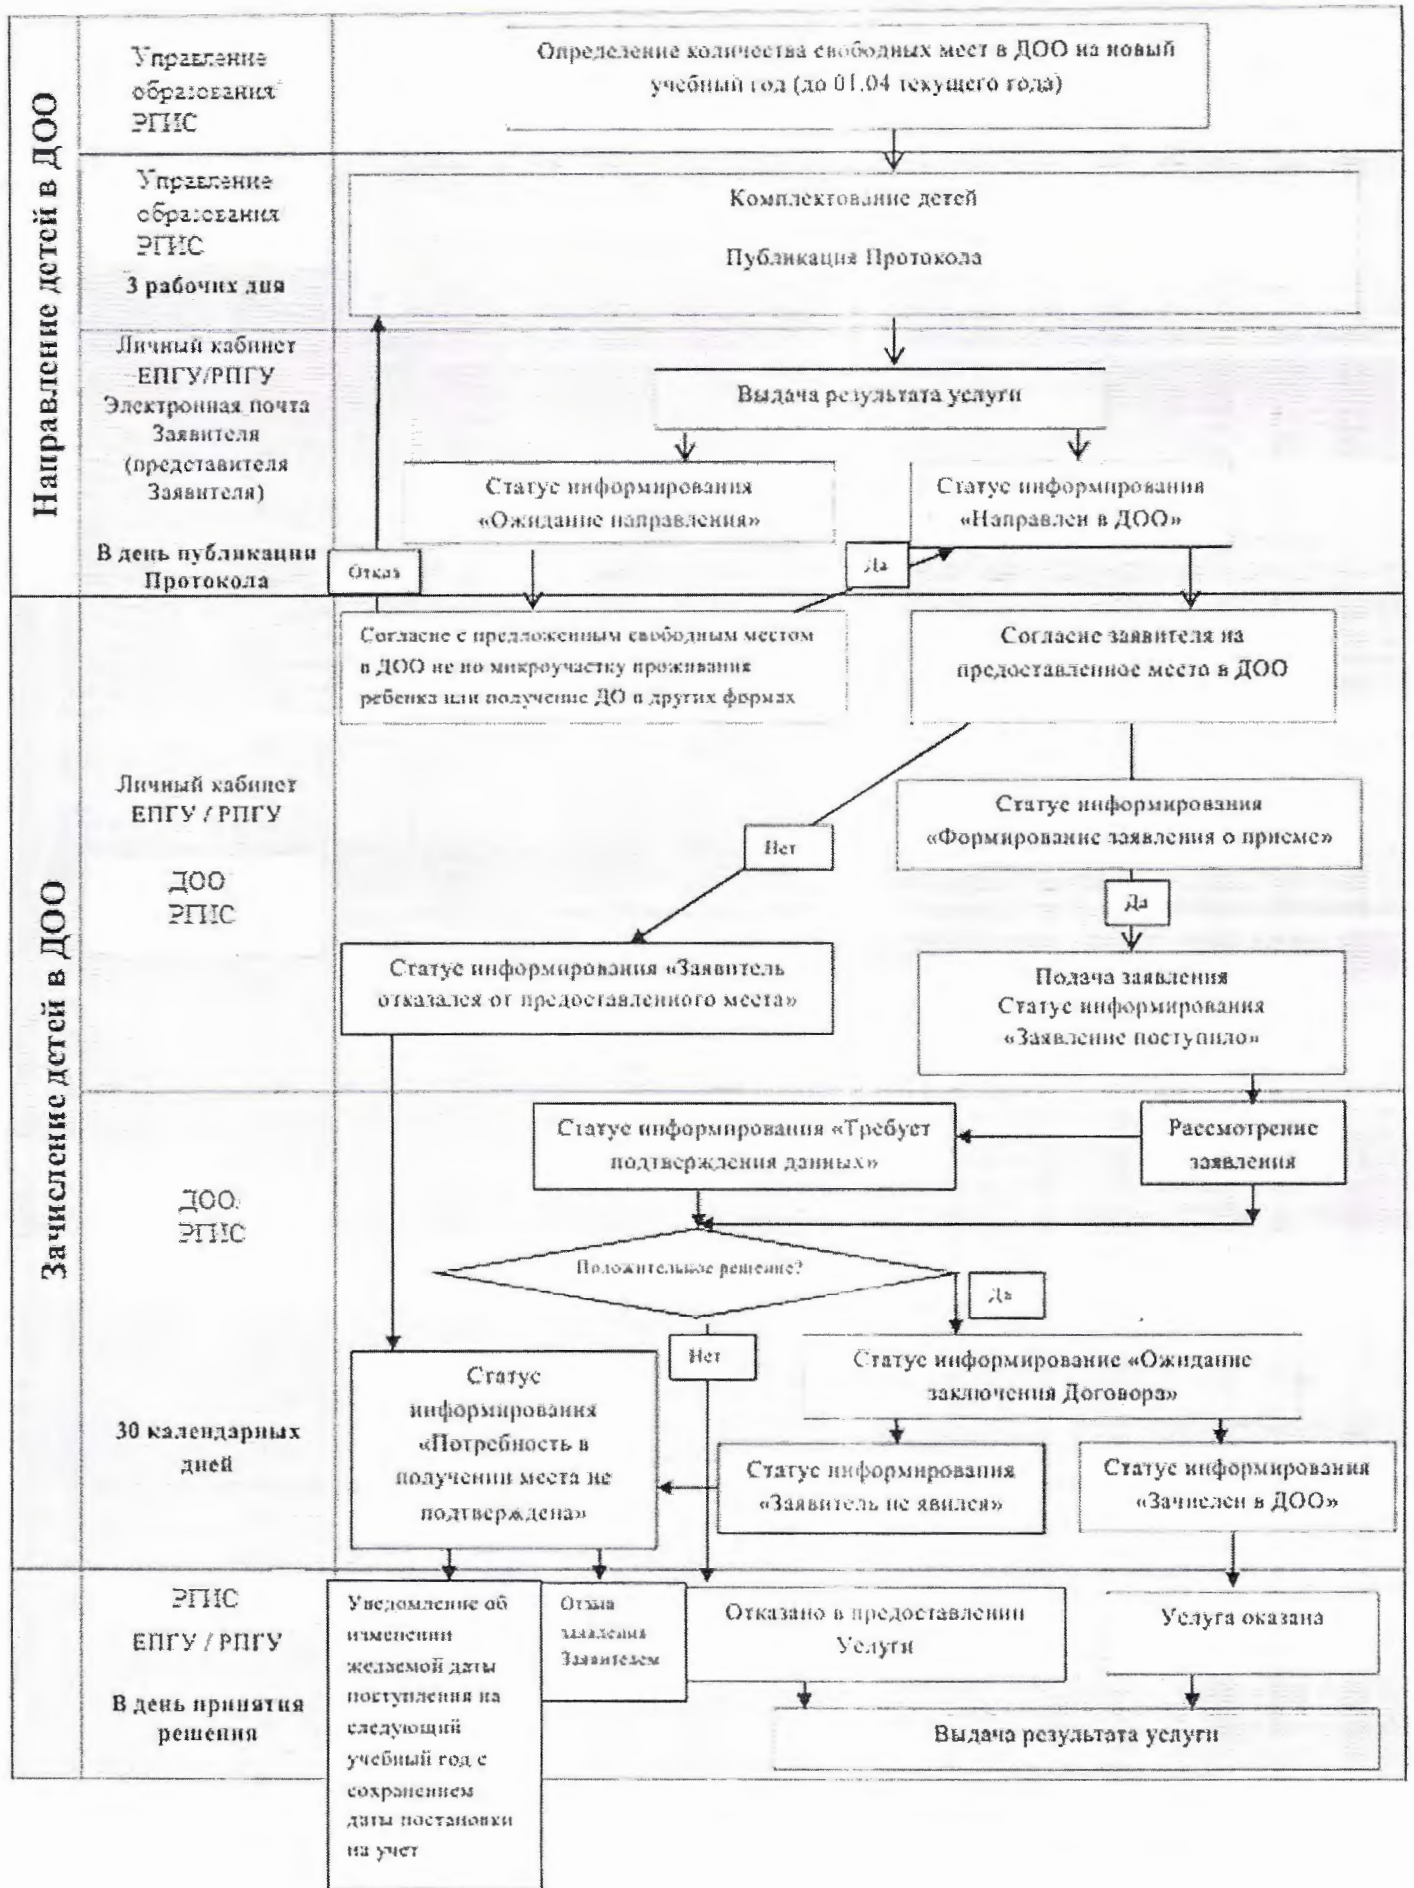 Направление детей в ДОО
Управление
образования
РГИС
Определение количества свободных мест в ДОО на новый
учебный год (до 01.04 текущего года)
Управление
образования
РГИС
3 рабочих дня
Комплектование детей
Публикация Протокола
Личный кабинет
ЕПГУ/РПГУ
Электронная почта
Заявителя
(представителя
Заявителя)
В день публикации
Протокола
Выдача результата услуги
Статус информирования
«Ожидание направления»
Статус информирования
«Направлен в ДОО»
Отказ
Да
Зачисление детей в ДОО
Личный кабинет
ЕПГУ / РПГУ
ДОО
РГИС
Согласие с предложенным свободным местом
в ДОО не по микроучастку проживания
ребенка или получение ДО в других формах
Согласие заявителя на
предоставленное место в ДОО
Нет
Статус информирования
«Формирование заявления о приеме»
Да
Статус информирования «Заявитель
отказался от предоставленного места»
Подача заявления
Статус информирования
«Заявление поступило»
ДОО
РГИС
30 календарных
дней
Статус информирования «Требует
подтверждения данных»
Рассмотрение
заявления
Положительное решение?
Да
Нет
Статус
информирования
«Потребность в
получении места не
подтверждена»
Статус информирование «Ожидание
заключения Договора»
Статус информирования
«Заявитель не явился»
Статус информирования
«Зачислен в ДОО»
РГИС
ЕПГУ / РПГУ
В день принятия
решения
Уведомление об
изменении
желаемой даты
поступления на
следующий
учебный год с
сохранением
даты постановки
на учет
Отзыв
заявления
Заявителем
Отказано в предоставлении
Услуги
Услуга оказана
Выдача результата услуги